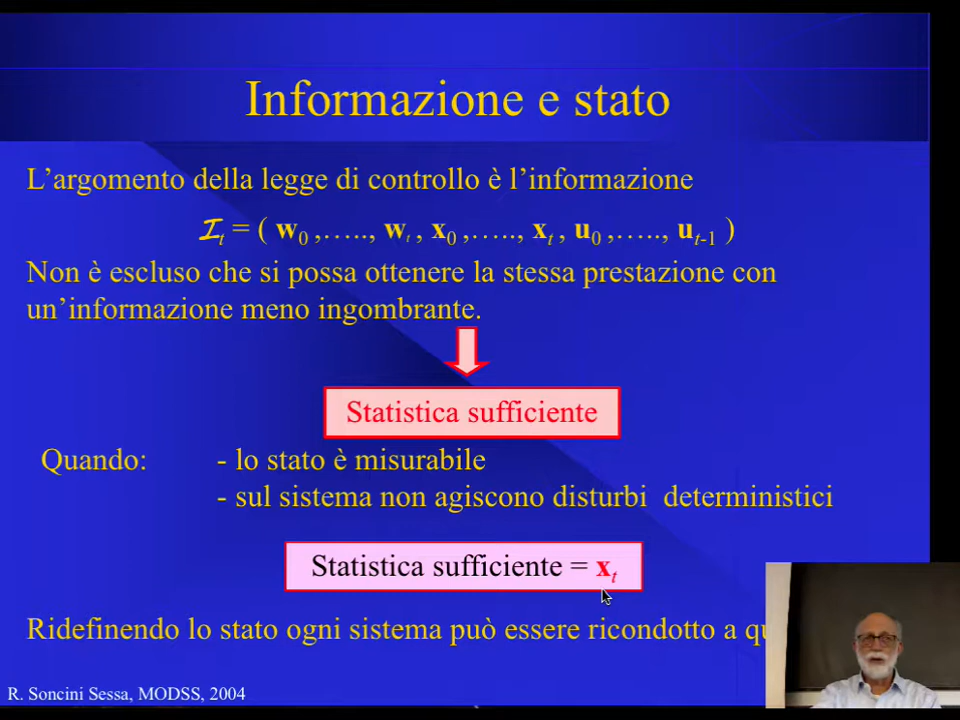 Informazione e stato
L’argomento della legge di controllo è l’informazione
ℐt = ( w0 ,….., wt , x0 ,….., xt , u0 ,….., ut-1 )
Non è escluso che si possa ottenere la stessa prestazione con
un’informazione meno ingombrante.
Statistica sufficiente
Quando: - lo stato è misurabile
- sul sistema non agiscono disturbi deterministici
Statistica sufficiente = xt
Ridefinendo lo stato ogni sistema può essere ricondotto a
R. Soncini Sessa, MODSS, 2004